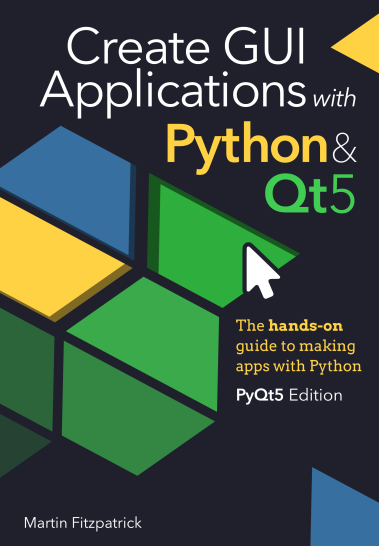 Create GUI
Applications with
Python &
Qt5
The hands-on
guide to making
apps with Python
PyQt5 Edition
Martin Fitzpatrick